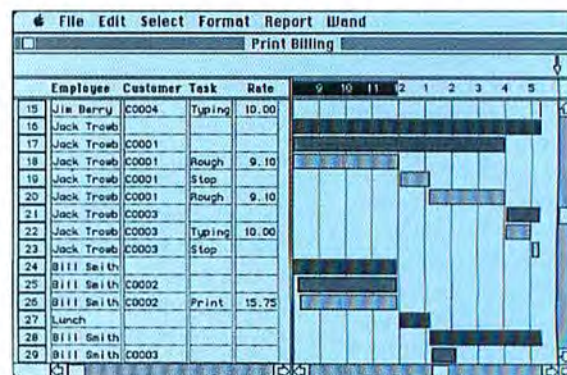 File Edit Select Format Report Wand
Print Billing
Employee Customer Task Rate 9 10 11 12 1 2 3 4 5
15 Jim Berry C0004 Typing 10.00
16 Jack Trowb
17 Jack Trowb C0001
18 Jack Trowb C0001 Rough 9.10
19 Jack Trowb C0001 Stop
20 Jack Trowb C0001 Rough 9.10
21 Jack Trowb C0003
22 Jack Trowb C0003 Typing 10.00
23 Jack Trowb C0003 Stop
24 Bill Smith
25 Bill Smith C0002
26 Bill Smith C0002 Print 15.75
27 Lunch
28 Bill Smith
29 Bill Smith C0003